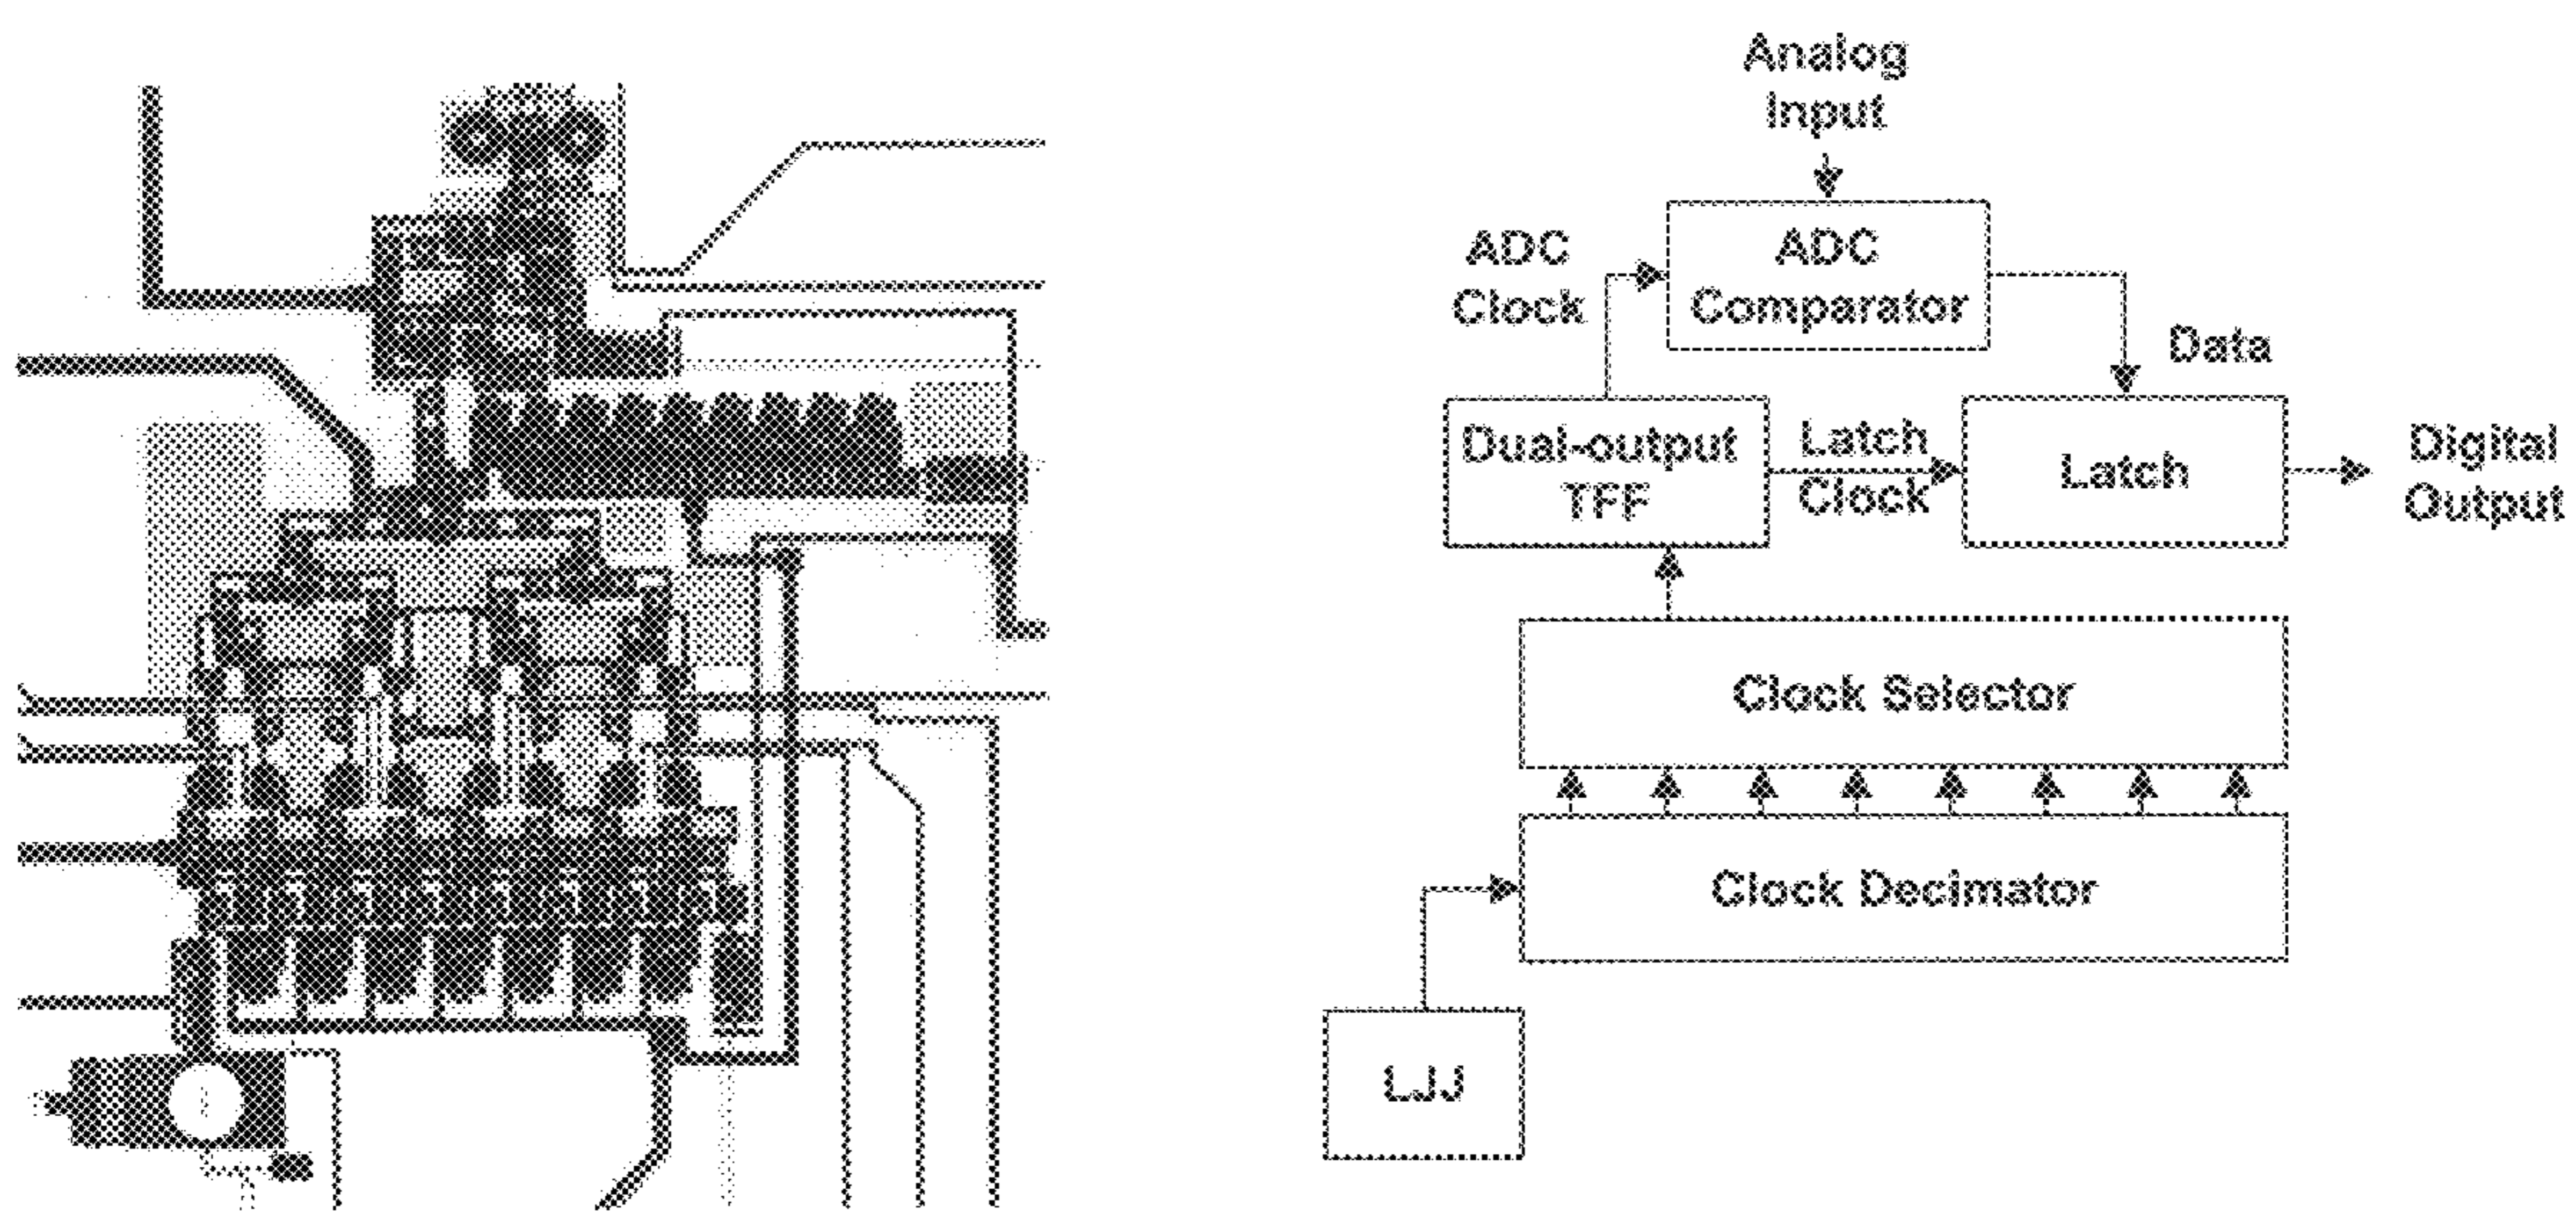 Analog
Input
ADC
Clock
ADC
Comparator
Data
Dual-output
TFF
Latch
Clock
Latch
Digital
Output
Clock Selector
Clock Decimator
LJJ